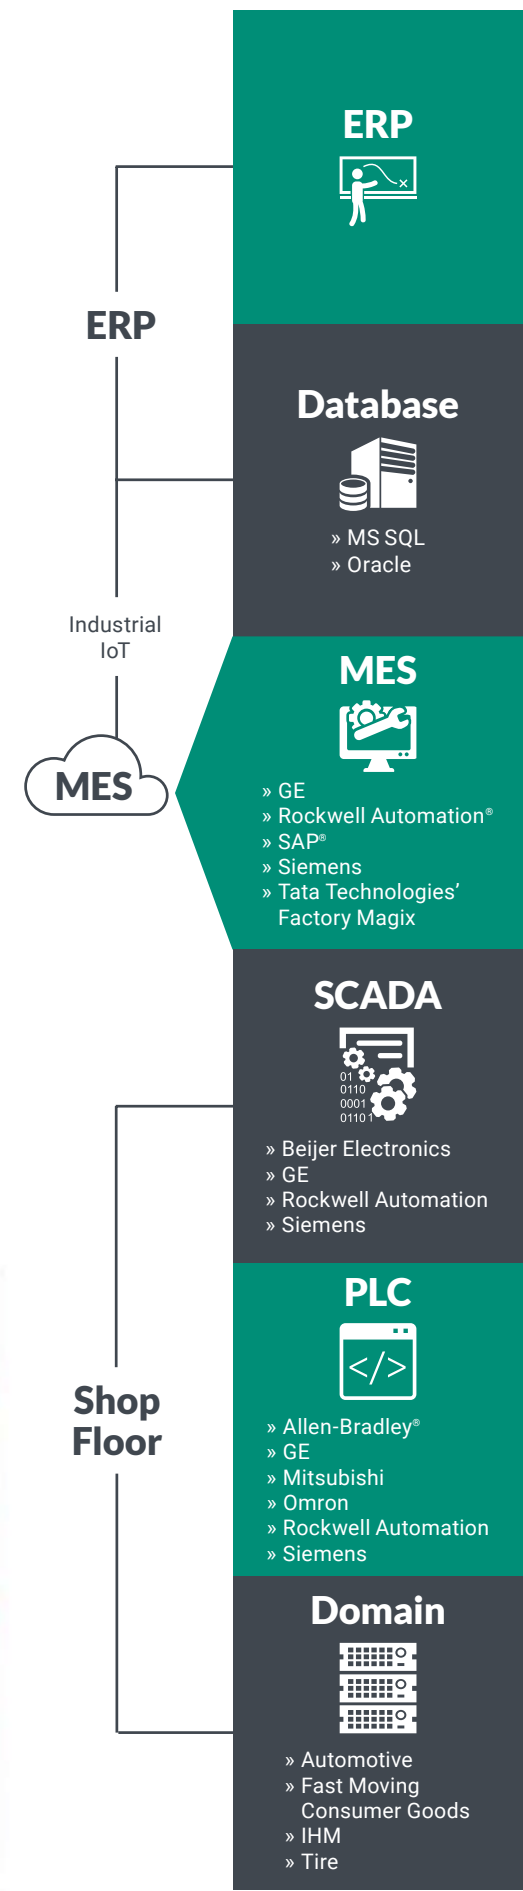 ERP
ERP
Database
» MS SQL
» Oracle
Industrial
IoT
MES
MES
» GE
» Rockwell Automation®
» SAP®
» Siemens
» Tata Technologies’
Factory Magix
SCADA
01
0110
0001
01101
» Beijer Electronics
» GE
» Rockwell Automation
» Siemens
PLC
</>
Shop
Floor
» Allen-Bradley®
» GE
» Mitsubishi
» Omron
» Rockwell Automation
» Siemens
Domain
» Automotive
» Fast Moving
Consumer Goods
» IHM
» Tire